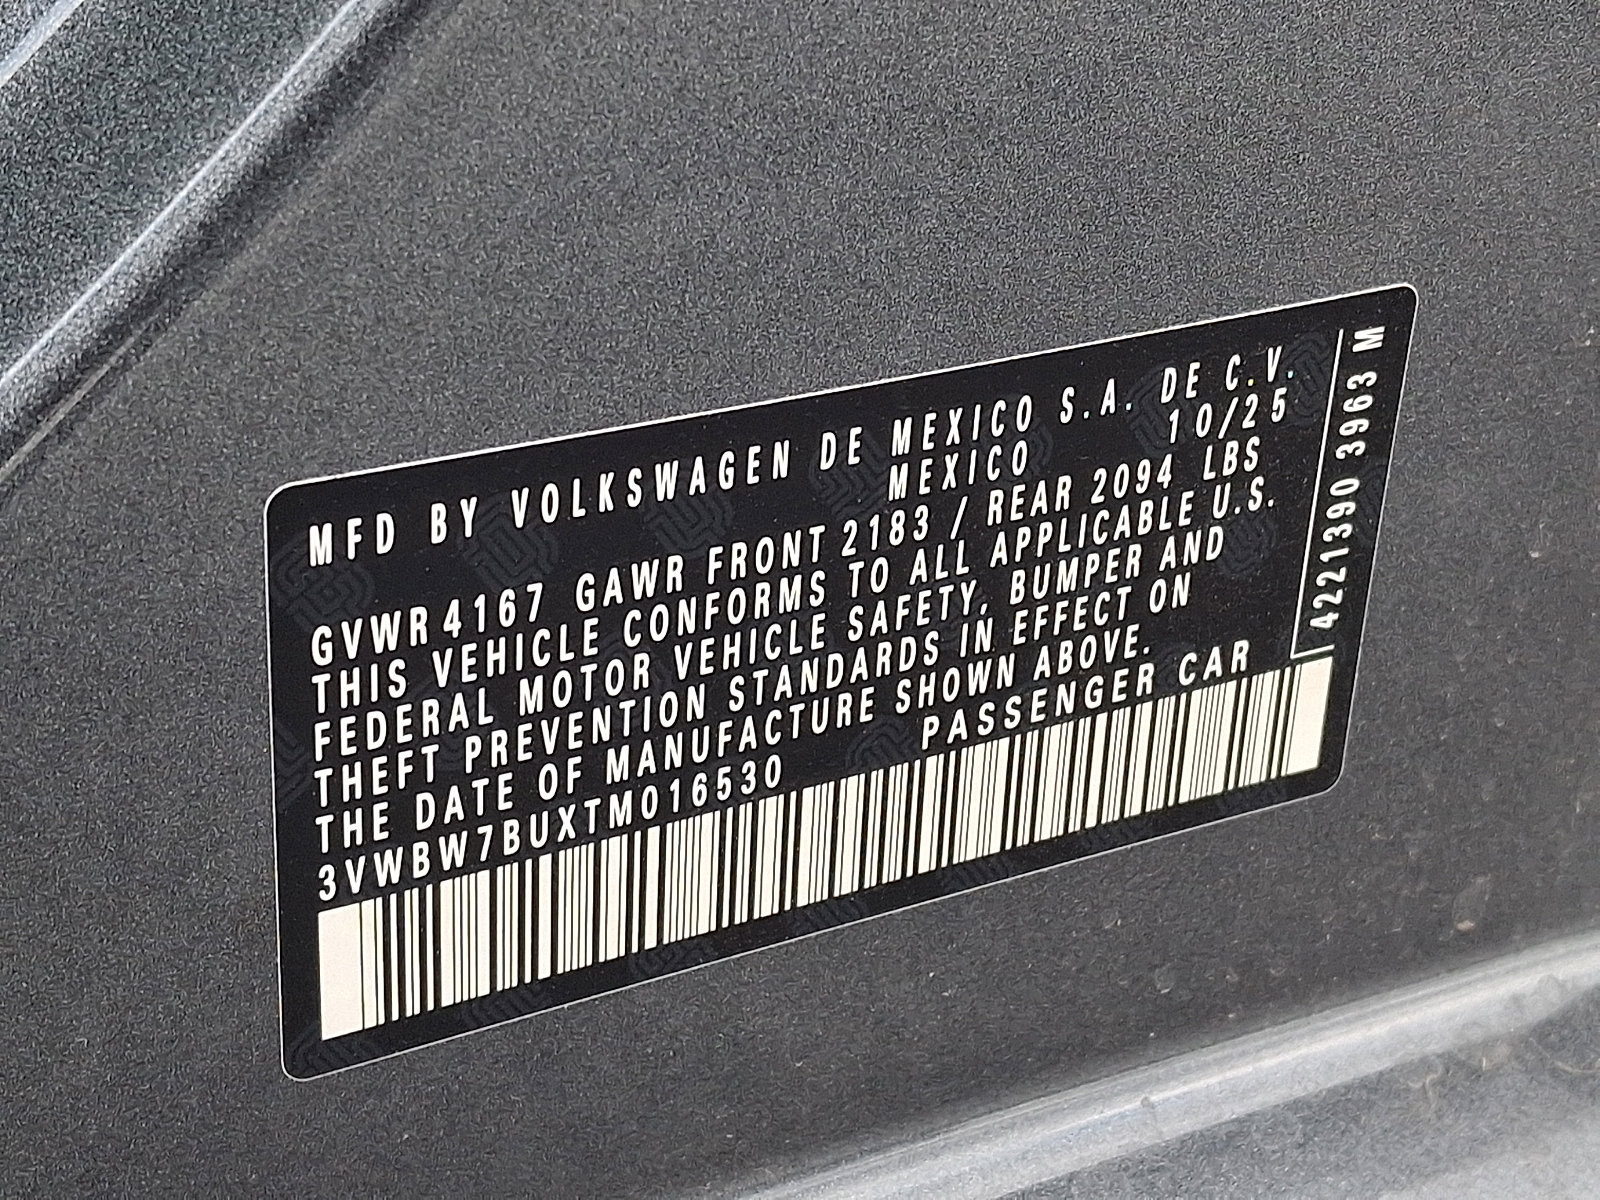 MFD BY VOLKSWAGEN DE MEXICO S.A. DE C.V.
MEXICO 10/25
GVWR 4167 GAWR FRONT 2183 / REAR 2094 LBS
THIS VEHICLE CONFORMS TO ALL APPLICABLE U.S.
FEDERAL MOTOR VEHICLE SAFETY, BUMPER AND
THEFT PREVENTION STANDARDS IN EFFECT ON
THE DATE OF MANUFACTURE SHOWN ABOVE.
3VWBW7BUXTM016530 PASSENGER CAR
4221390 3963 M